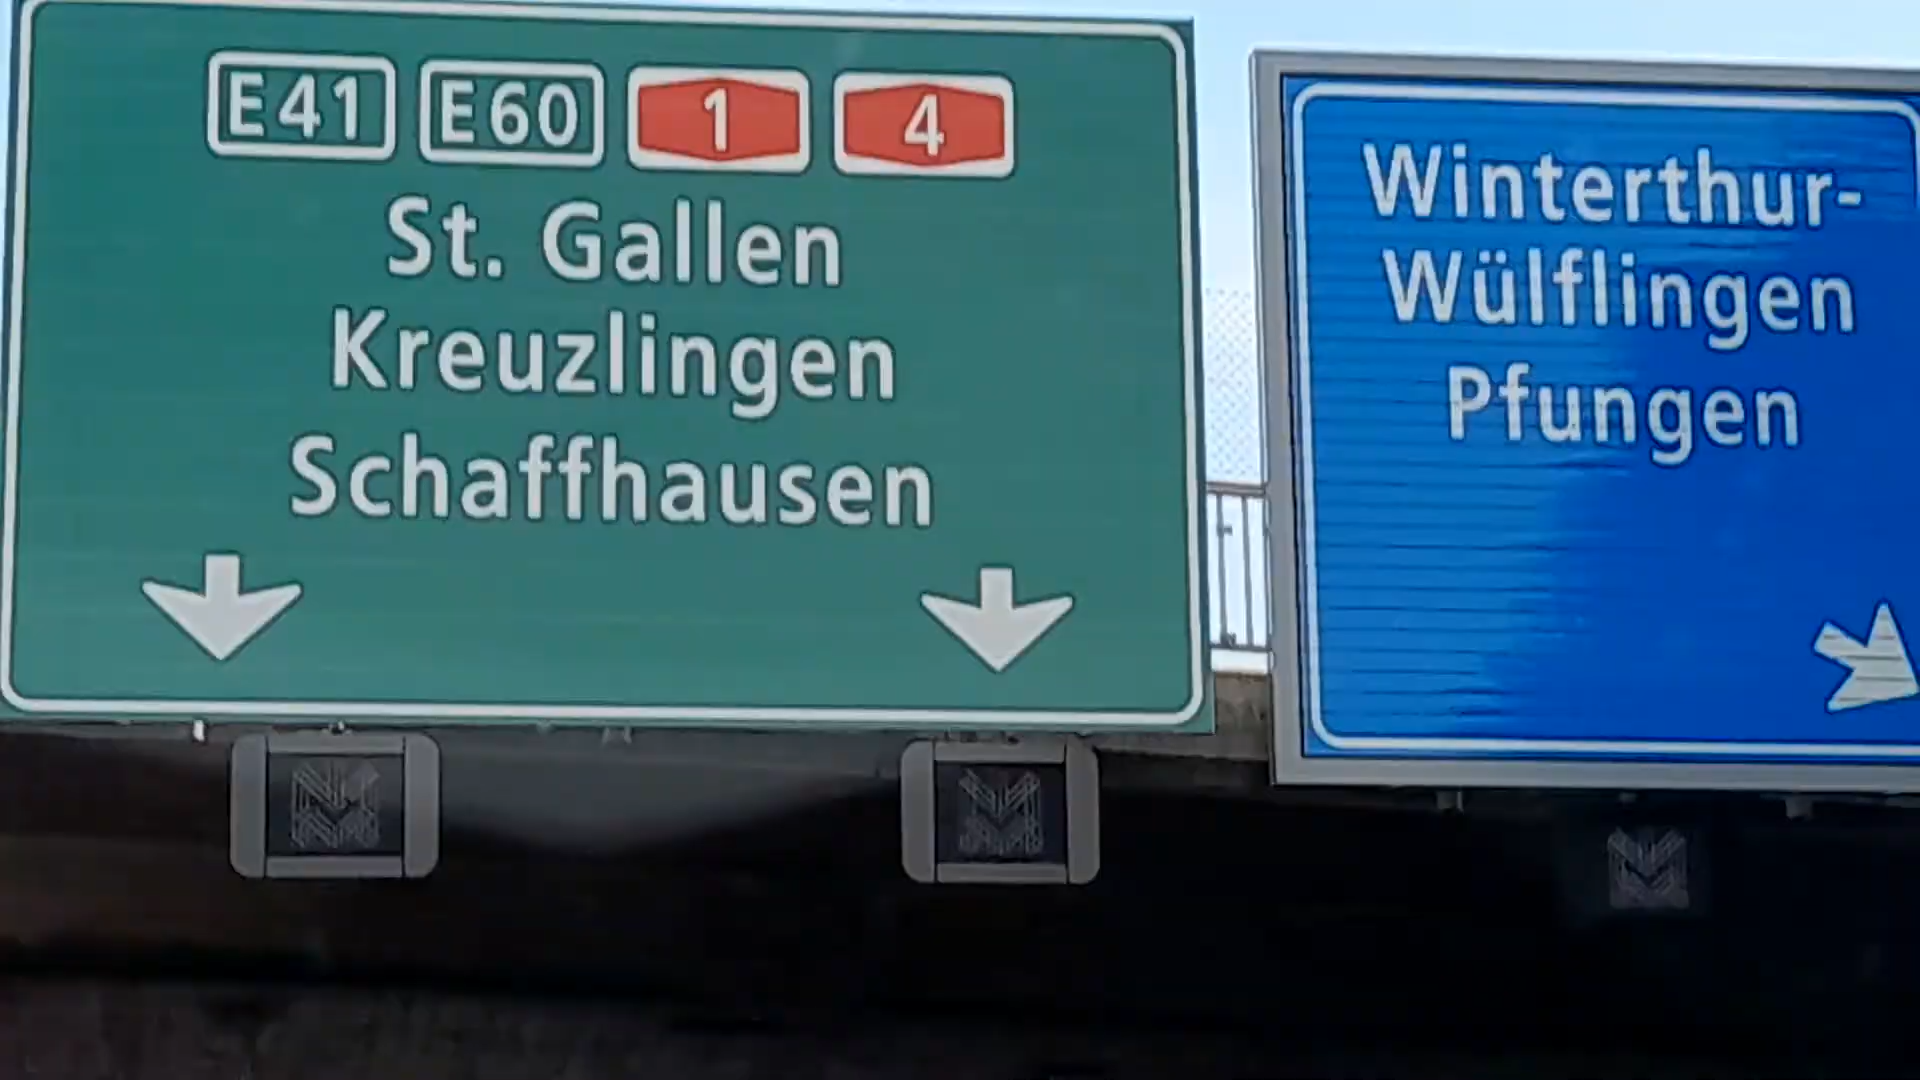 E41 E60 1 4
St. Gallen
Kreuzlingen
Schaffhausen
Winterthur-
Wülflingen
Pfungen